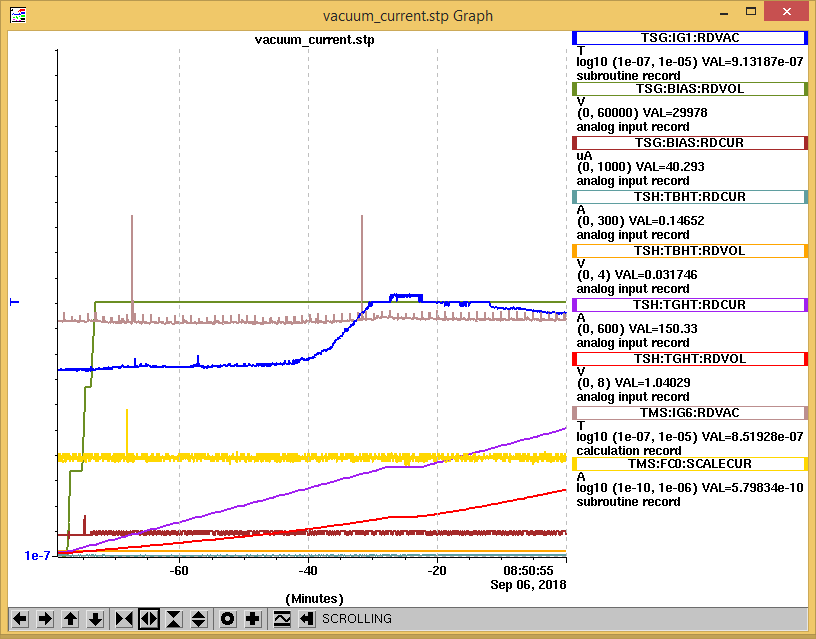 vacuum_current.stp Graph
vacuum_current.stp
T
1e-7
-60
-40
-20
08:50:55
Sep 06, 2018
(Minutes)
TSG:IG1:RDVAC
T
log10 (1e-07, 1e-05) VAL=9.13187e-07
subroutine record
TSG:BIAS:RDVOL
V
(0, 60000) VAL=29978
analog input record
TSG:BIAS:RDCUR
uA
(0, 1000) VAL=40.293
analog input record
TSH:TBHT:RDCUR
A
(0, 300) VAL=0.14652
analog input record
TSH:TBHT:RDVOL
V
(0, 4) VAL=0.031746
analog input record
TSH:TGHT:RDCUR
A
(0, 600) VAL=150.33
analog input record
TSH:TGHT:RDVOL
V
(0, 8) VAL=1.04029
analog input record
TMS:IG6:RDVAC
T
log10 (1e-07, 1e-05) VAL=8.51928e-07
calculation record
TMS:FC0:SCALECUR
A
log10 (1e-10, 1e-06) VAL=5.79834e-10
subroutine record
SCROLLING